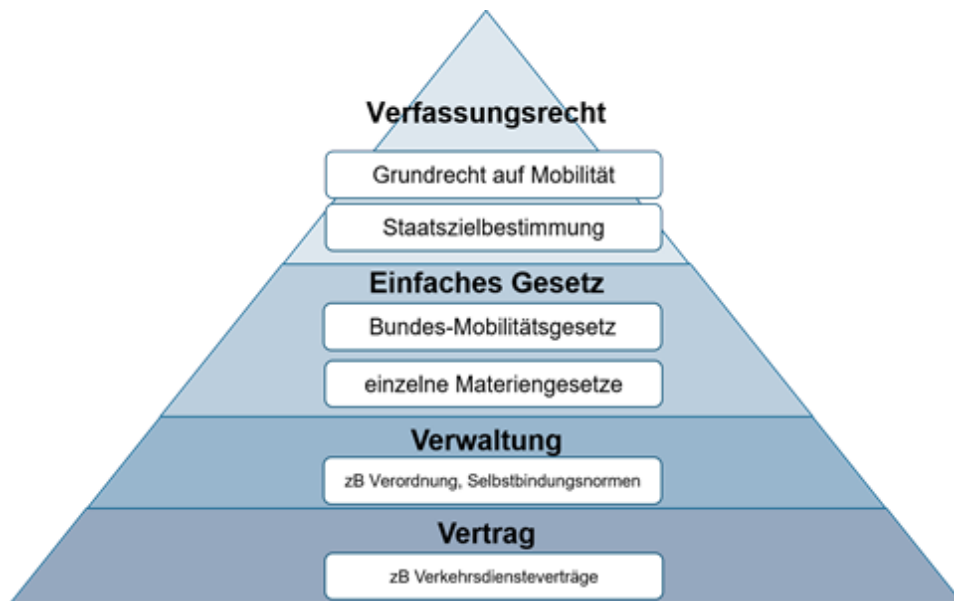 Verfassungsrecht
Grundrecht auf Mobilität
Staatszielbestimmung
Einfaches Gesetz
Bundes-Mobilitätsgesetz
einzelne Materiengesetze
Verwaltung
zB Verordnung, Selbstbindungsnormen
Vertrag
zB Verkehrsdiensteverträge